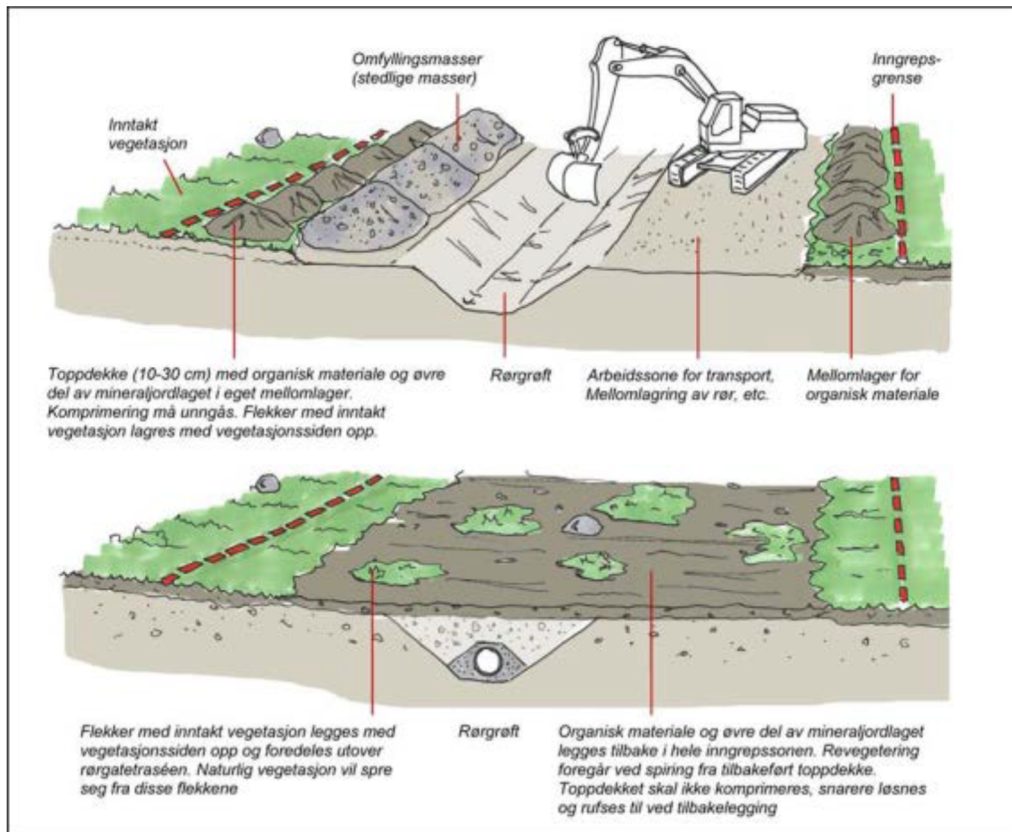 Omfyllingsmasser
(stedlige masser)
Inngreps-
grense
Inntakt
vegetasjon
Toppdekke (10-30 cm) med organisk materiale og øvre
del av mineraljordlaget i eget mellomlager.
Komprimering må unngås. Flekker med inntakt
vegetasjon lagres med vegetasjonssiden opp.
Rørgrøft
Arbeidssone for transport,
Mellomlagring av rør, etc.
Mellomlager for
organisk materiale
Flekker med inntakt vegetasjon legges med
vegetasjonssiden opp og foredeles utover
rørgatetraséen. Naturlig vegetasjon vil spre
seg fra disse flekkene
Rørgrøft
Organisk materiale og øvre del av mineraljordlaget
legges tilbake i hele inngrepssonen. Revegetering
foregår ved spiring fra tilbakeført toppdekke.
Toppdekket skal ikke komprimeres, snarere løsnes
og rufses til ved tilbakelegging